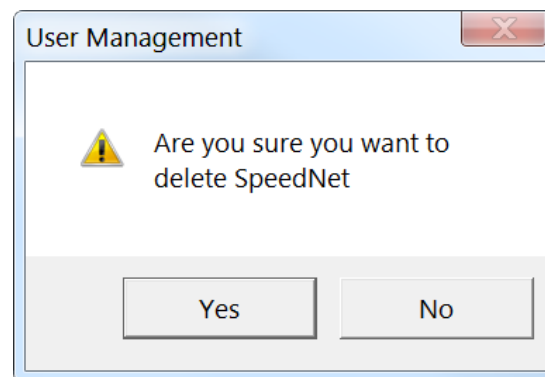 User Management
Are you sure you want to
delete SpeedNet
Yes
No